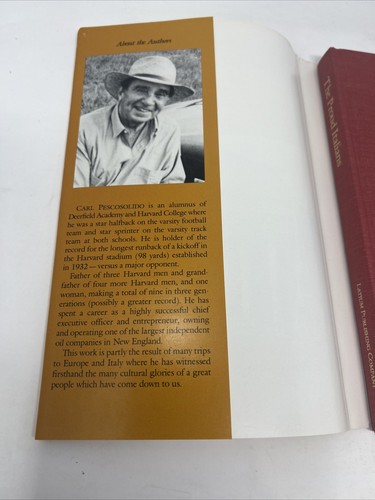 About the Authors
CARL PESCOSOLIDO is an alumnus of
Deerfield Academy and Harvard College where
he was a star halfback on the varsity football
team and star sprinter on the varsity track
team at both schools. He is holder of the
record for the longest runback of a kickoff in
the Harvard stadium (98 yards) established
in 1932—versus a major opponent.
Father of three Harvard men and grand-
father of four more Harvard men, and one
woman, making a total of nine in three gen-
erations (possibly a greater record). He has
spent a career as a highly successful chief
executive officer and entrepreneur, owning
and operating one of the largest independent
oil companies in New England.
This work is partly the result of many trips
to Europe and Italy where he has witnessed
firsthand the many cultural glories of a great
people which have come down to us.
The Proud Italians
LATIUM PUBLISHING COMPANY